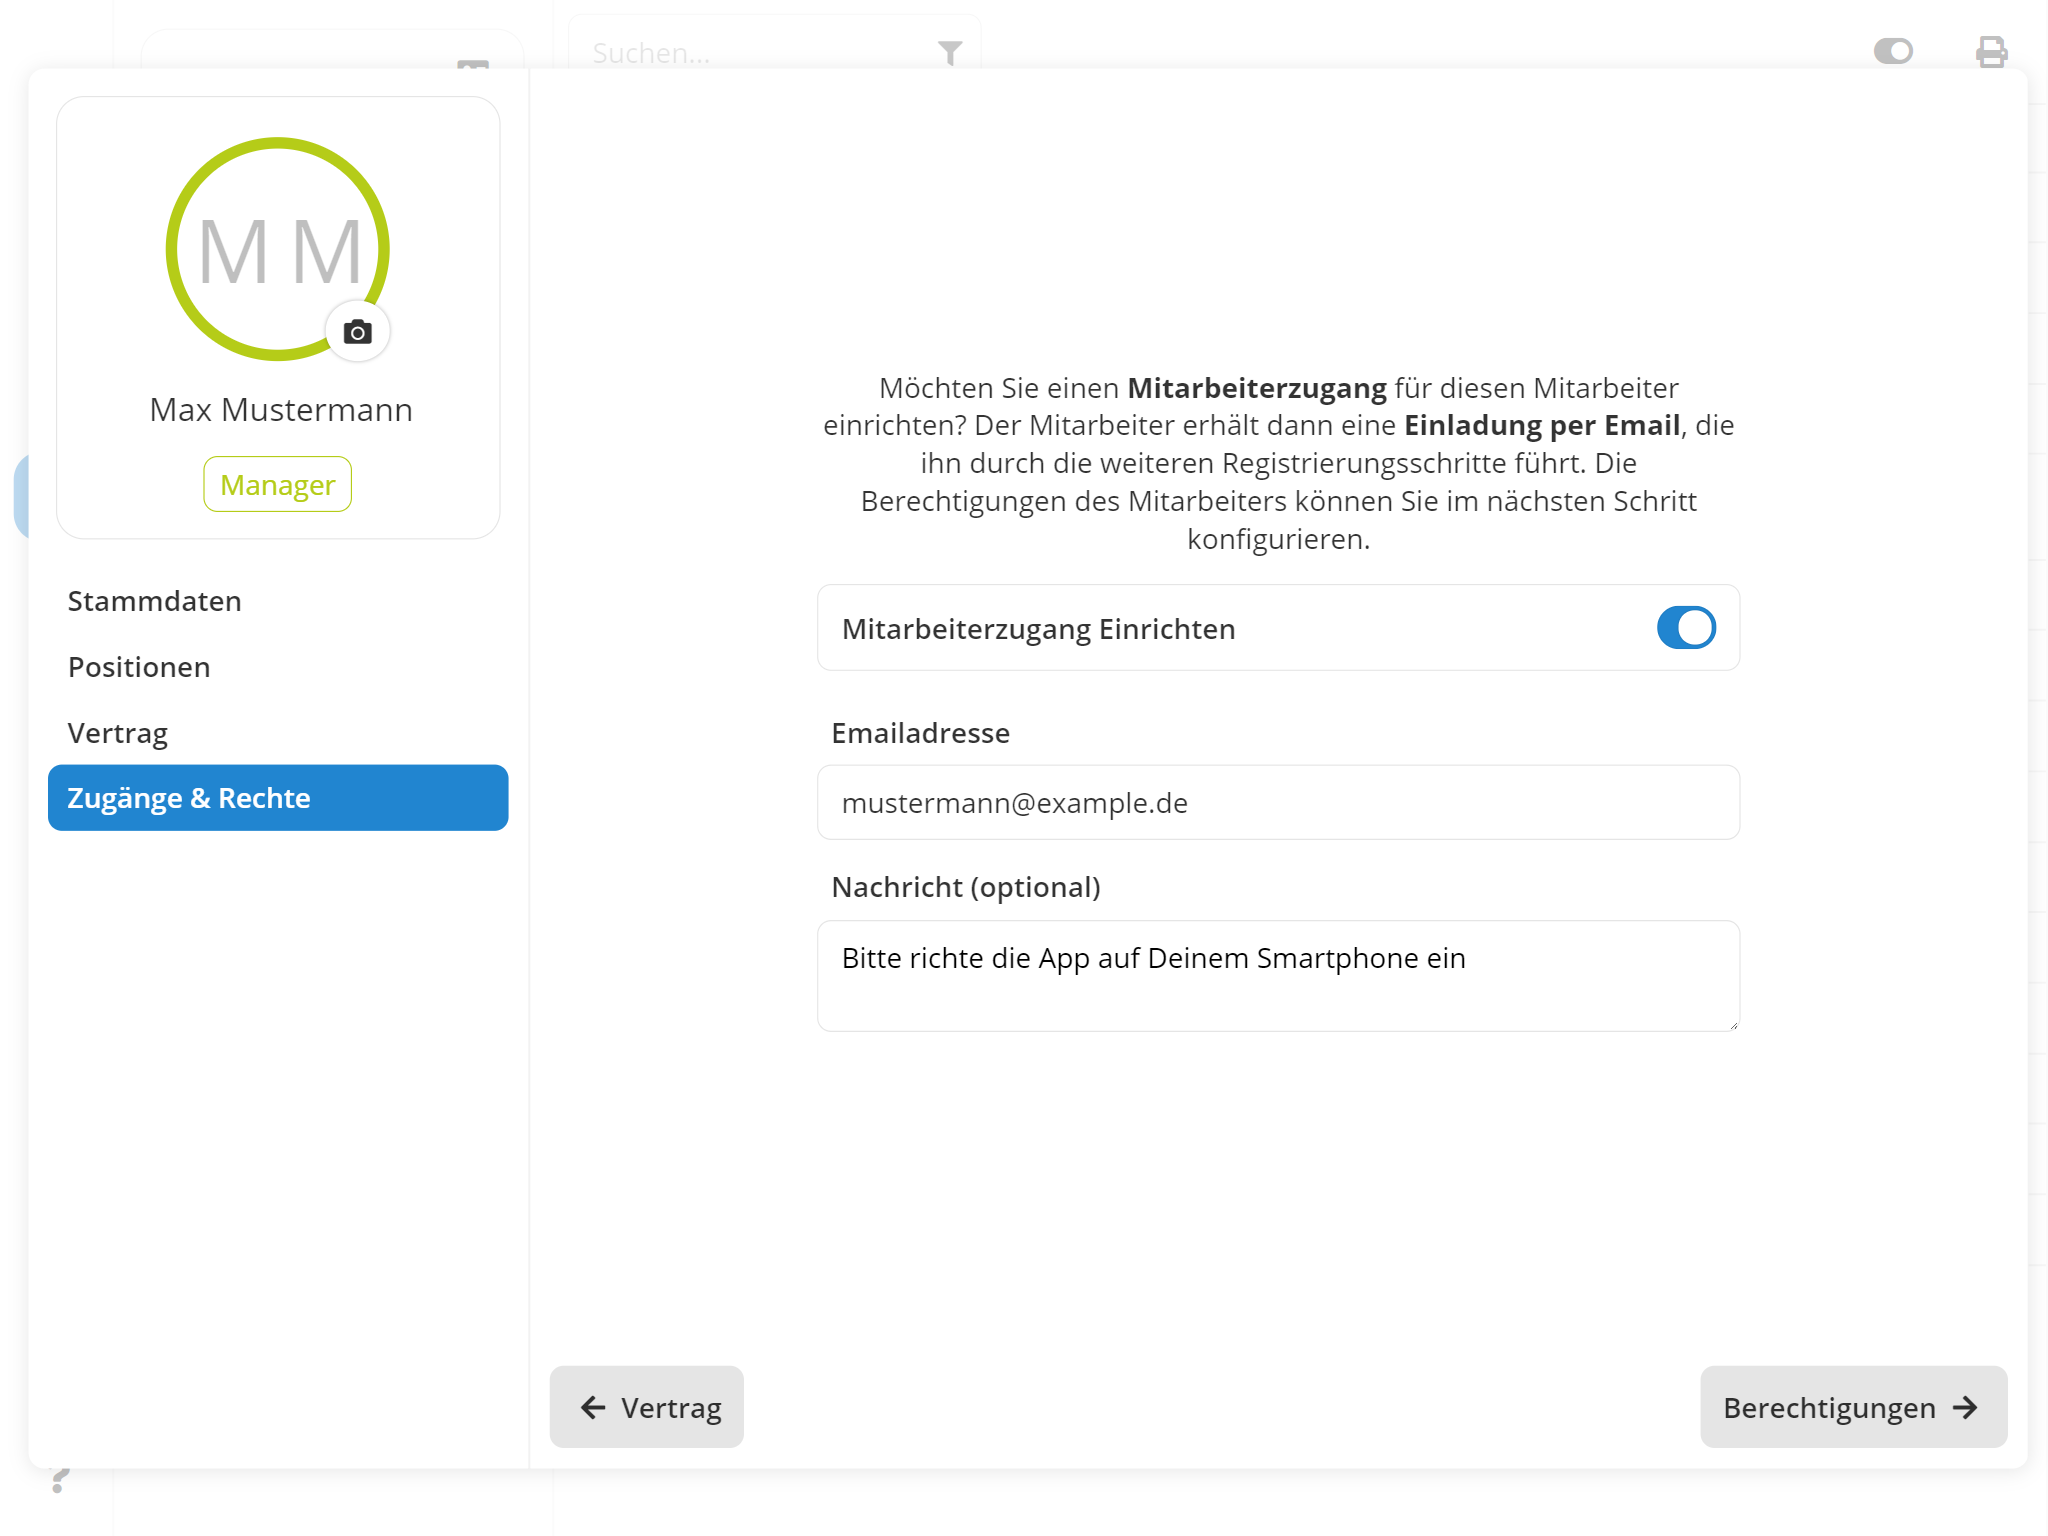 Suchen...
M M
Max Mustermann
Manager
Stammdaten
Positionen
Vertrag
Zugänge & Rechte
Möchten Sie einen Mitarbeiterzugang für diesen Mitarbeiter
einrichten? Der Mitarbeiter erhält dann eine Einladung per Email, die
ihn durch die weiteren Registrierungsschritte führt. Die
Berechtigungen des Mitarbeiters können Sie im nächsten Schritt
konfigurieren.
Mitarbeiterzugang Einrichten
Emailadresse
mustermann@example.de
Nachricht (optional)
Bitte richte die App auf Deinem Smartphone ein
Vertrag
Berechtigungen
?